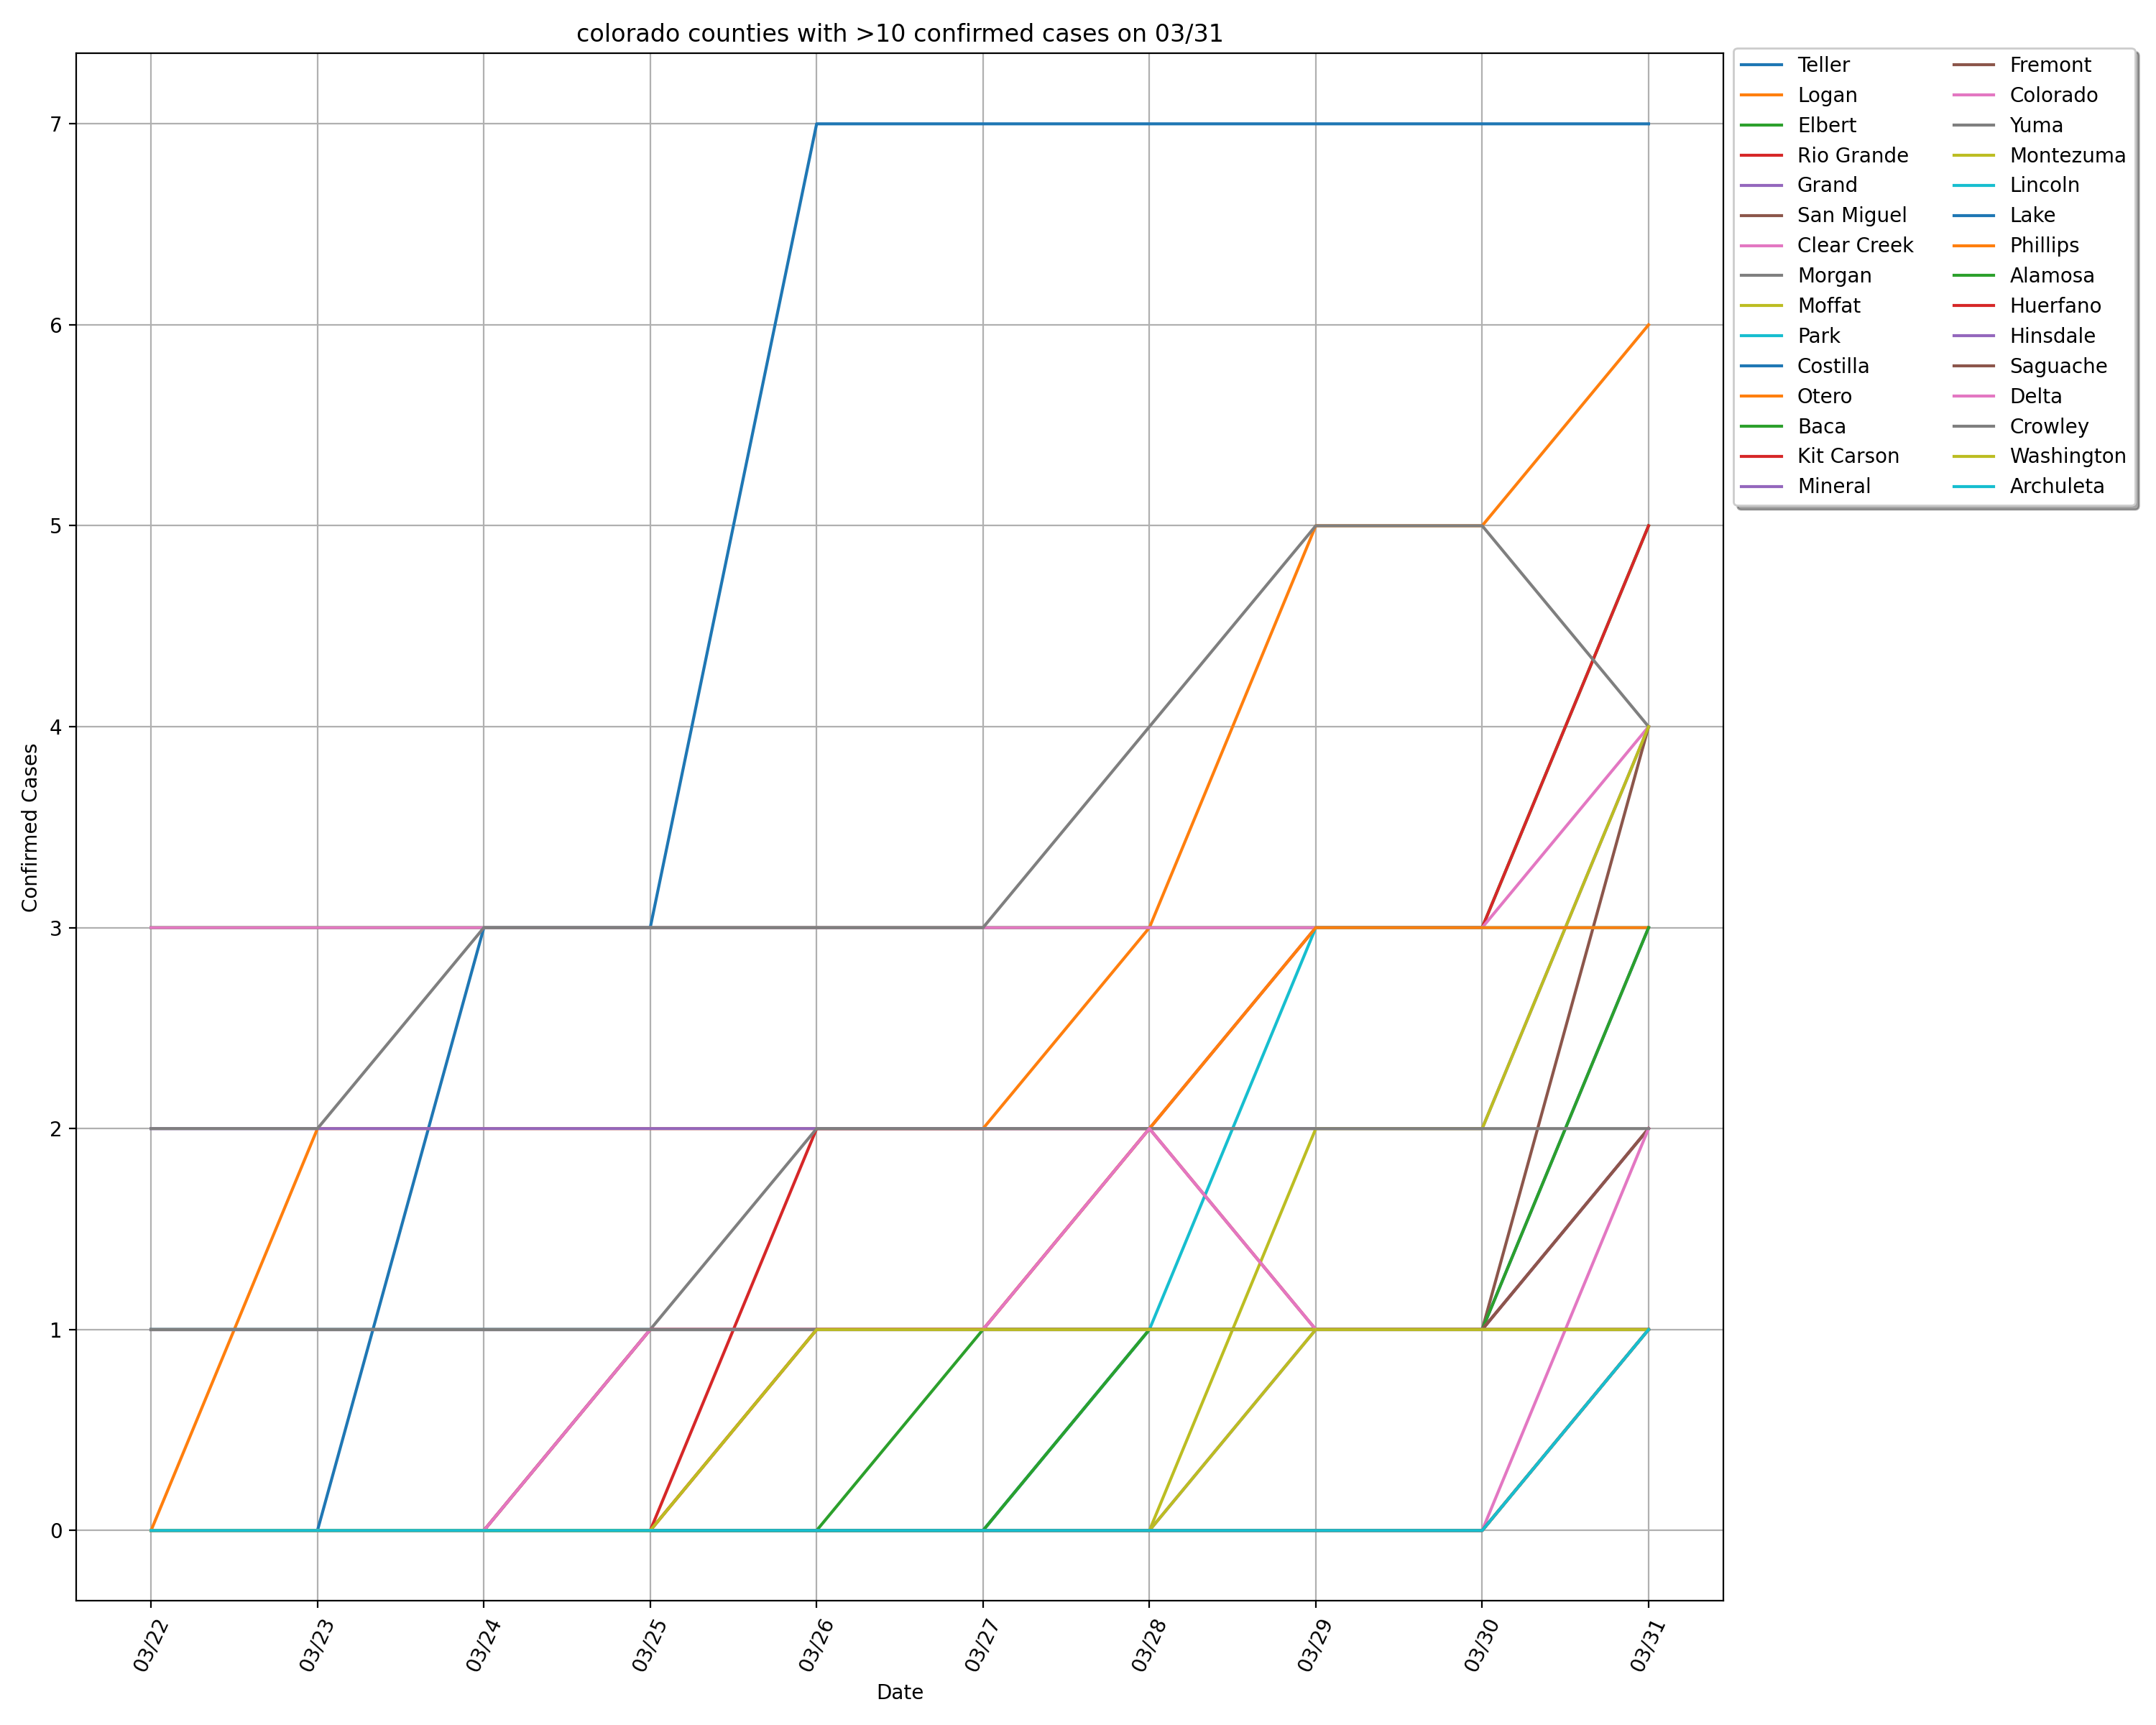 colorado counties with >10 confirmed cases on 03/31
Confirmed Cases
7
6
5
4
3
2
1
0
03/22
03/23
03/24
03/25
03/26
03/27
03/28
03/29
03/30
03/31
Date
Teller
Logan
Elbert
Rio Grande
Grand
San Miguel
Clear Creek
Morgan
Moffat
Park
Costilla
Otero
Baca
Kit Carson
Mineral
Fremont
Colorado
Yuma
Montezuma
Lincoln
Lake
Phillips
Alamosa
Huerfano
Hinsdale
Saguache
Delta
Crowley
Washington
Archuleta